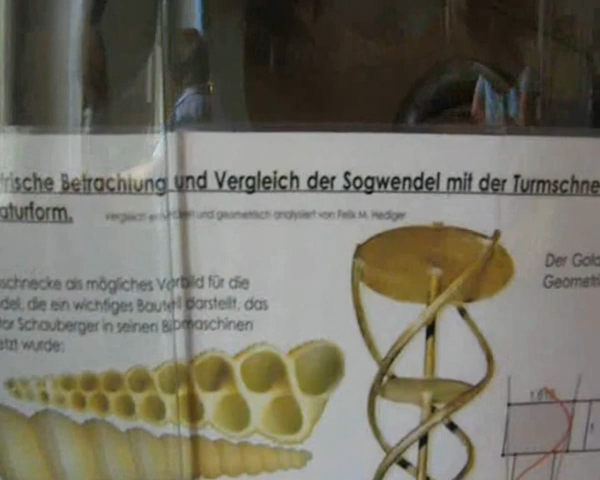 rische Betrachtung und Vergleich der Sogwendel mit der Turmschne
aturform.
Vergleich entwickelt und geometrisch analysiert von Felix M. Hediger
schnecke als mögliches Vorbild für die
del, die ein wichtiges Bauteil darstellt, das
tor Schauberger in seinen Biomaschinen
etzt wurde:
Der Gold
Geometri